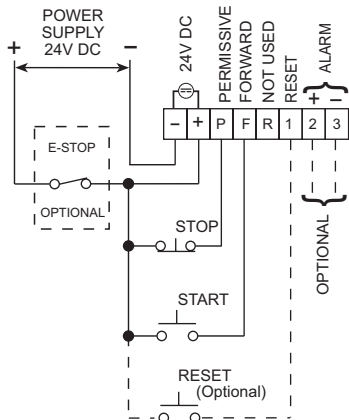 POWER
SUPPLY
24V DC
+
−
24V DC
PERMISSIVE
FORWARD
NOT USED
RESET
ALARM
+
−
− + P F R 1 2 3
E-STOP
OPTIONAL
STOP
OPTIONAL
START
RESET
(Optional)